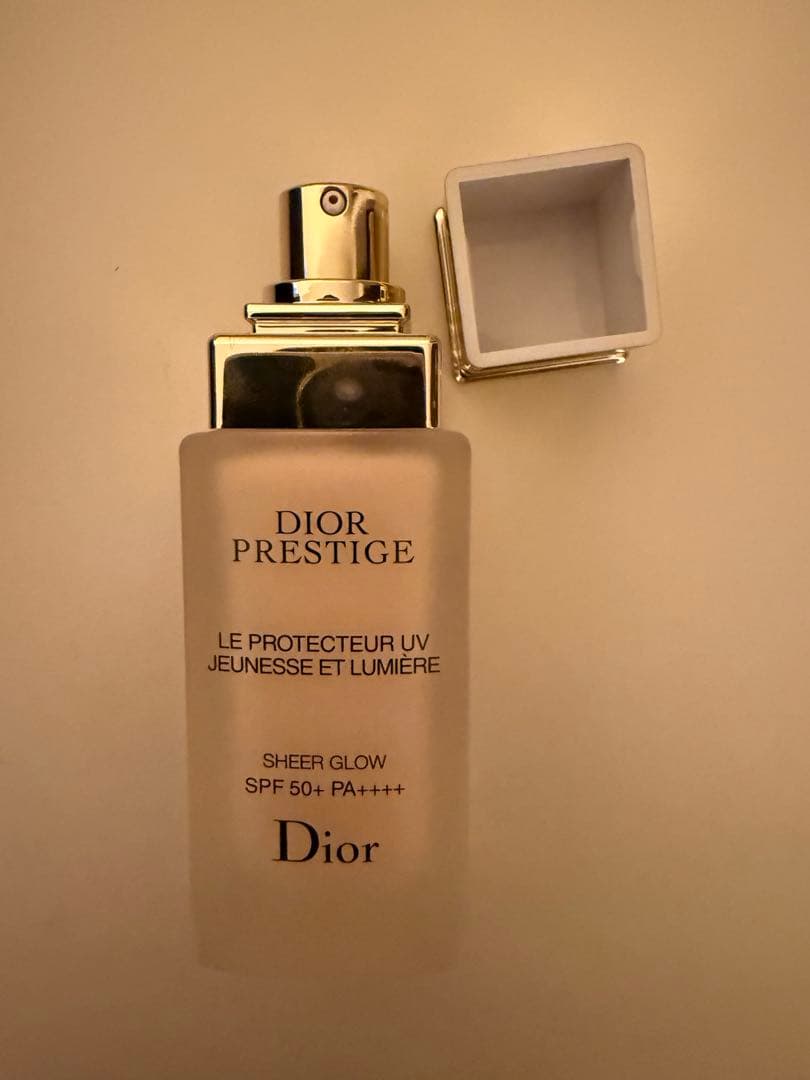 DIOR
PRESTIGE
LE PROTECTEUR UV
JEUNESSE ET LUMIÈRE
SHEER GLOW
SPF 50+ PA++++
Dior